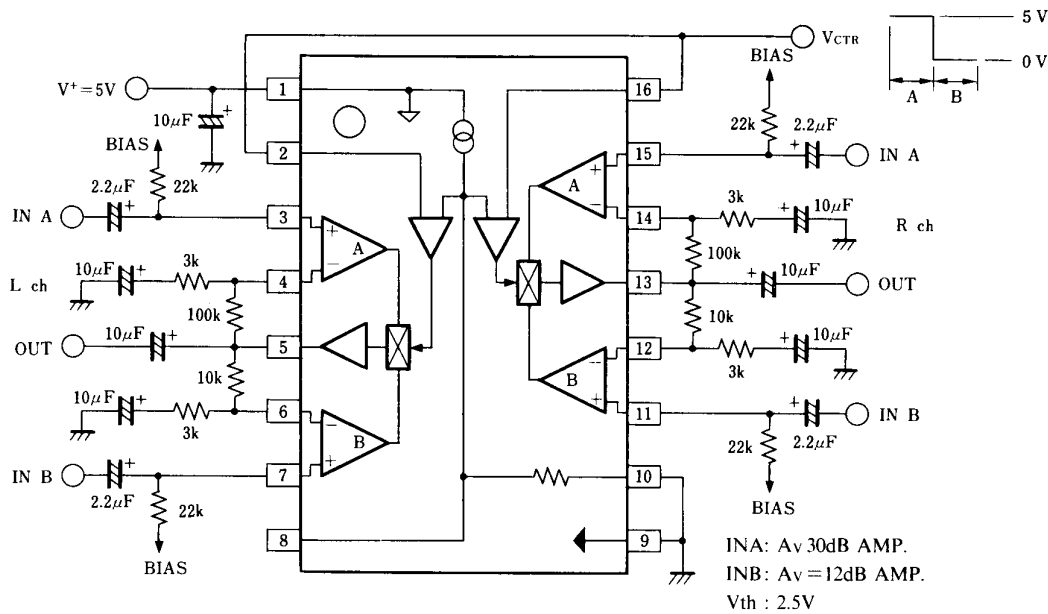 5 V
0 V
A B
VCTR
V+=5V
1
16
BIAS
10µF +
22k
2.2µF
+
BIAS
2
15
IN A
2.2µF
+
22k
A
+
−
3k
10µF
+
IN A
3
14
R ch
10µF
+
3k
+
−
A
100k
L ch
4
13
10µF
+
OUT
100k
10µF
+
OUT
5
10k
10µF
+
10k
12
3k
10µF
+
3k
6
−
+
B
−
+
B
11
IN B
+
2.2µF
22k
IN B
+
2.2µF
7
10
22k
BIAS
8
9
BIAS
INA: Av 30dB AMP.
INB: Av=12dB AMP.
Vth : 2.5V